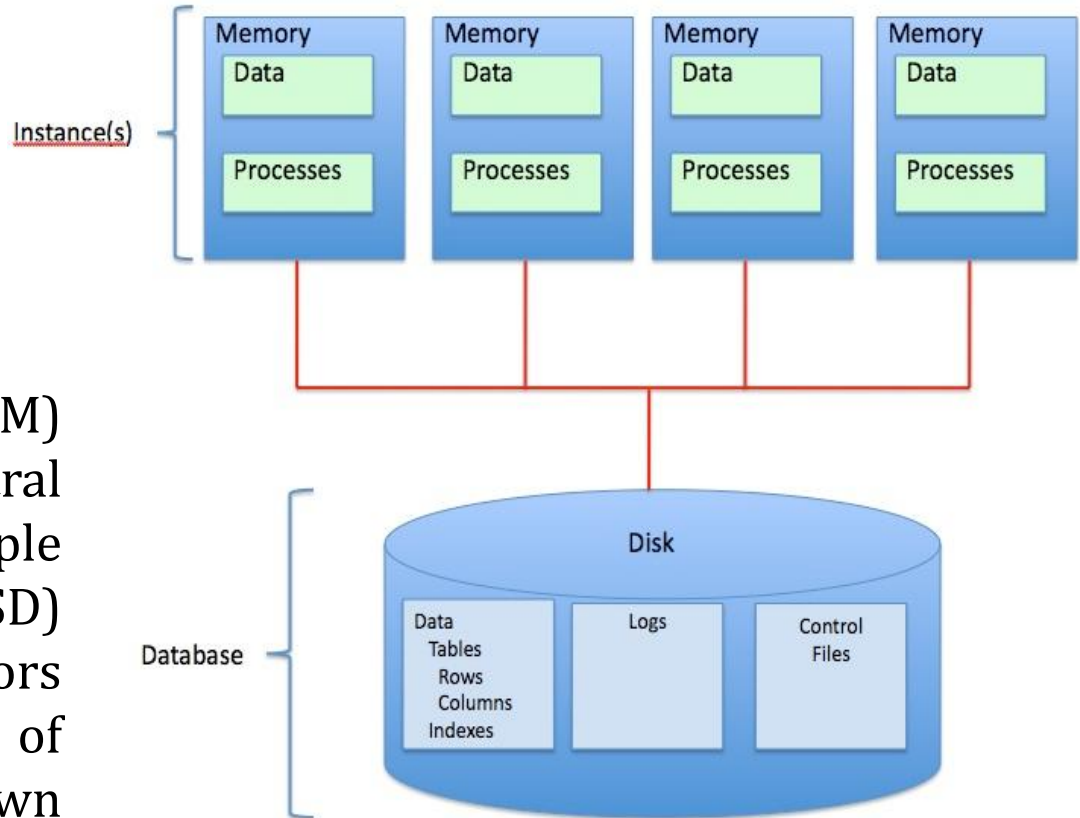 Memory
Memory
Memory
Memory
Data
Data
Data
Data
Instance(s)
Processes
Processes
Processes
Processes
M)
ral
ple
SD)
ors
of
wn
Disk
Database
Data
Tables
Rows
Columns
Indexes
Logs
Control
Files